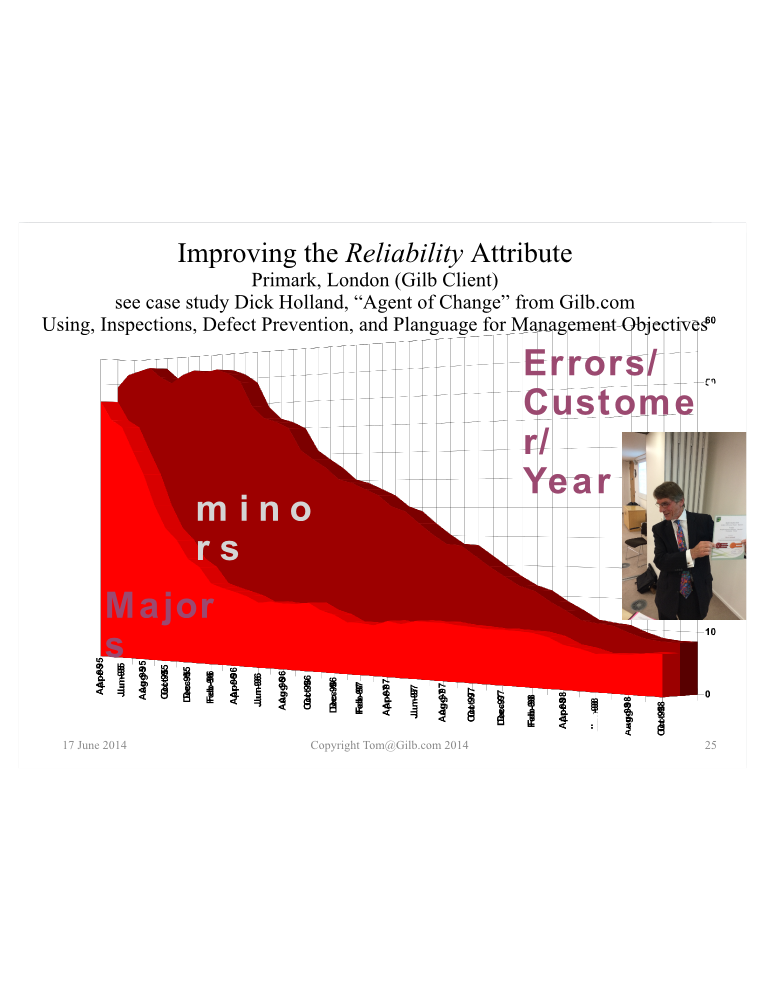 Improving the Reliability Attribute
Primark, London (Gilb Client)
see case study Dick Holland, “Agent of Change” from Gilb.com
Using, Inspections, Defect Prevention, and Planguage for Management Objectives
60
Errors/
Custome
r/
Year
mino
rs
Major
s
10
0
Apr-95
Jun-95
Aug-95
Oct-95
Dec-95
Feb-96
Apr-96
Jun-96
Aug-96
Oct-96
Dec-96
Feb-97
Apr-97
Jun-97
Aug-97
Oct-97
Dec-97
Feb-98
Apr-98
Aug-98
Oct-98
17 June 2014
Copyright Tom@Gilb.com 2014
25